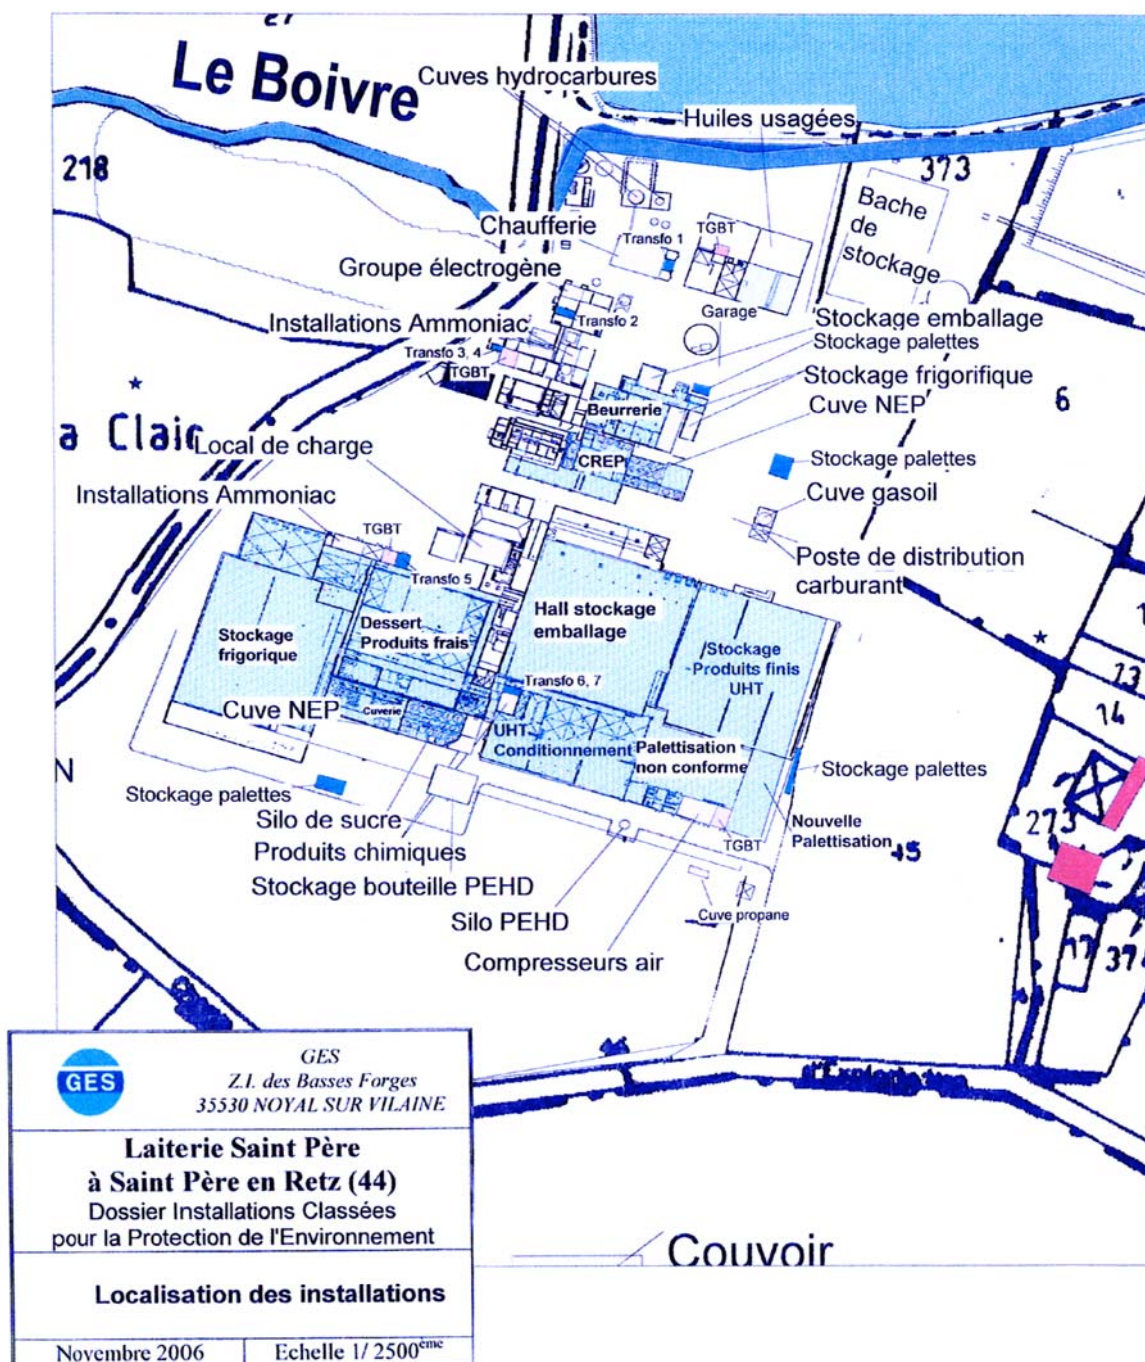 27
Le Boivre
Cuves hydrocarbures
Huiles usagées
218
373
Bache
de
stockage
Chaufferie
Transfo 1
TGBT
Groupe électrogène
Garage
Installations Ammoniac
Transfo 2
Stockage emballage
Transfo 3, 4
Stockage palettes
TGBT
Stockage frigorifique
Beurrerie
Cuve NEP
6
a Clair
Local de charge
CREP
Stockage palettes
Installations Ammoniac
Cuve gasoil
TGBT
Poste de distribution
carburant
Transfo 5
Hall stockage
emballage
Dessert
Produits frais
Stockage
frigorique
Stockage
Produits finis
UHT
Transfo 6, 7
13
14
Cuve NEP
Cuverie
UHT
Conditionnement
Palettisation
non conforme
N
Stockage palettes
Stockage palettes
Silo de sucre
Nouvelle
Palettisation
273
15
Produits chimiques
TGBT
Stockage bouteille PEHD
Silo PEHD
Cuve propane
17
Compresseurs air
GES
GES
Z.I. des Basses Forges
35530 NOYAL SUR VILAINE
Laiterie Saint Père
à Saint Père en Retz (44)
Dossier Installations Classées
pour la Protection de l'Environnement
Couvoir
Localisation des installations
Novembre 2006
Echelle 1/ 2500ème